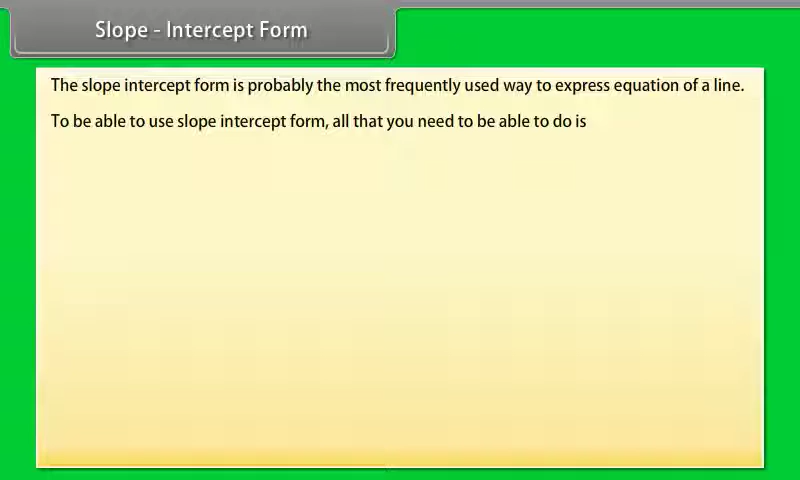 Slope - Intercept Form
The slope intercept form is probably the most frequently used way to express equation of a line.
To be able to use slope intercept form, all that you need to be able to do is